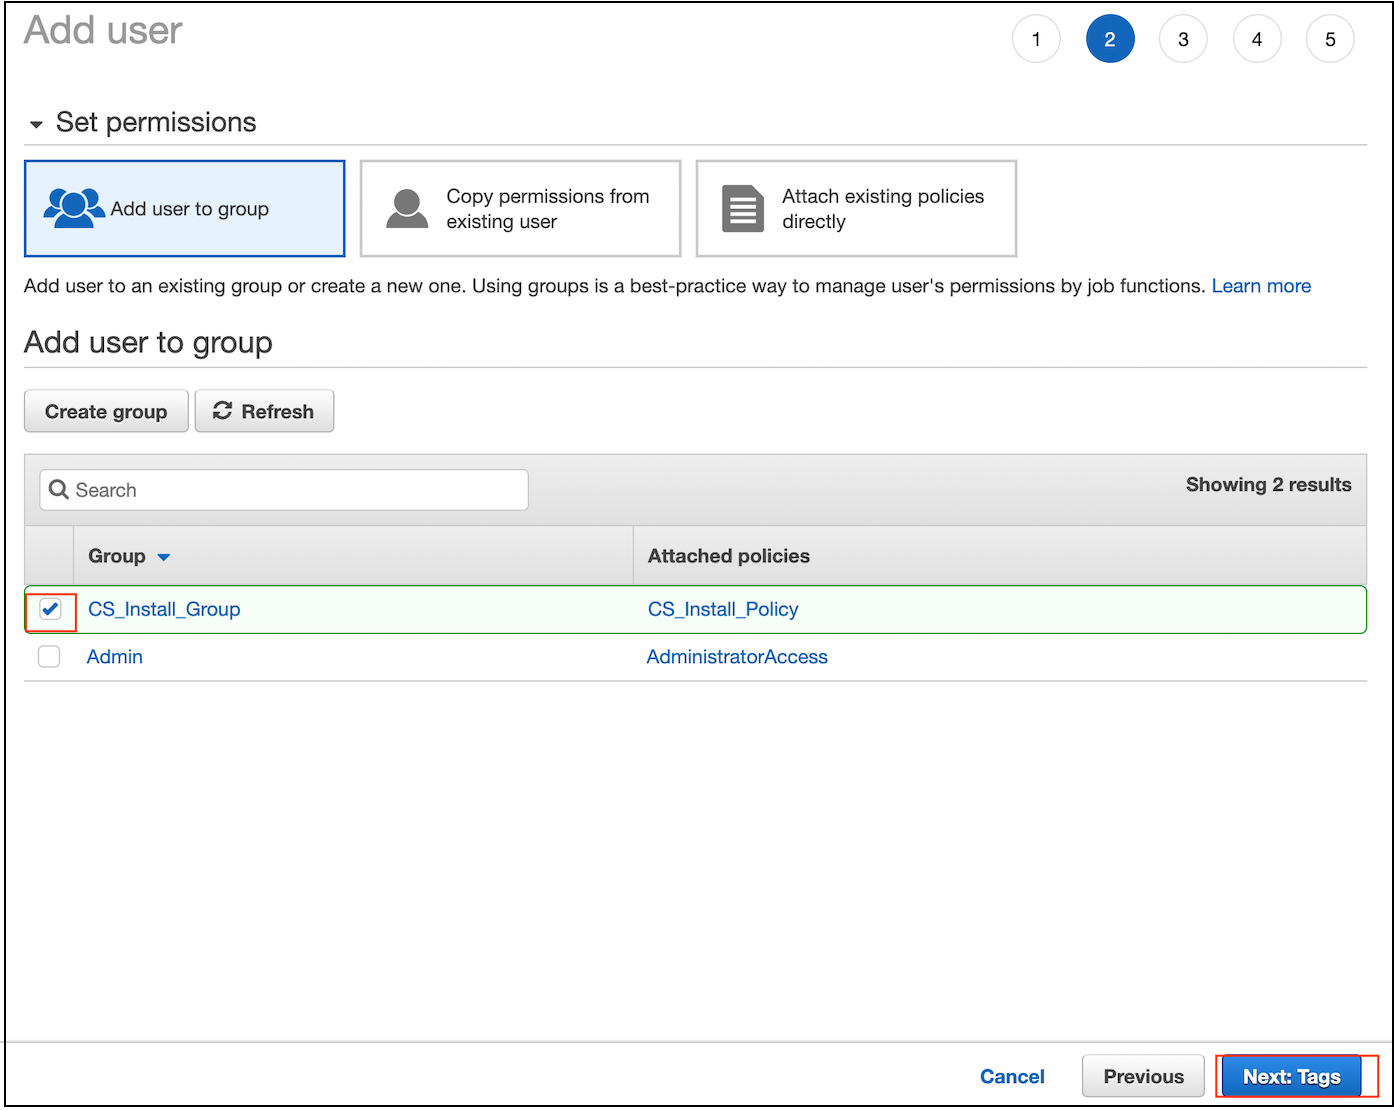 Add user
1 2 3 4 5
Set permissions
Add user to group
Copy permissions from
existing user
Attach existing policies
directly
Add user to an existing group or create a new one. Using groups is a best-practice way to manage user's permissions by job functions. Learn more
Add user to group
Create group Refresh
Search
Showing 2 results
Group Attached policies
CS_Install_Group CS_Install_Policy
Admin AdministratorAccess
Cancel Previous Next: Tags